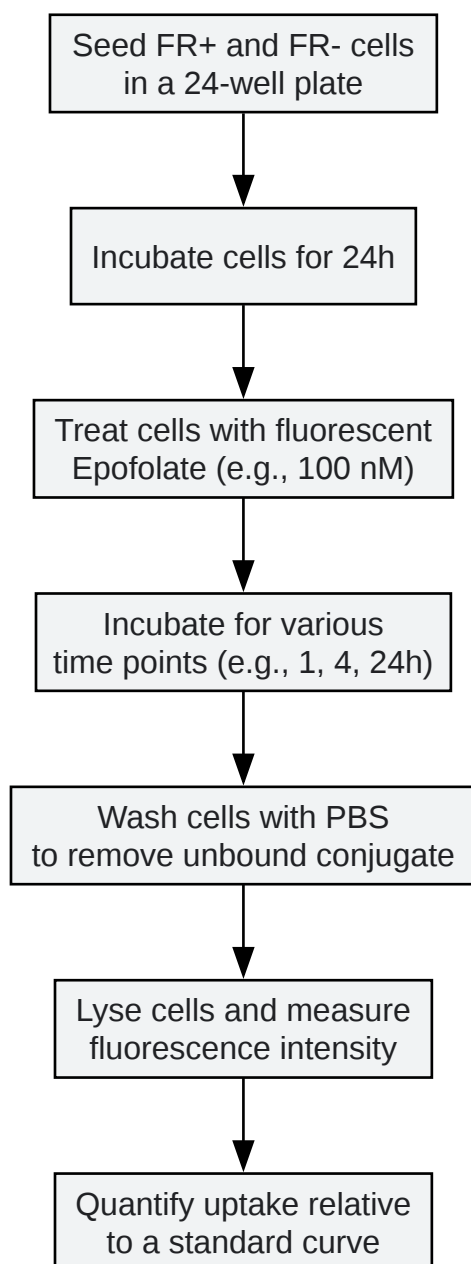 Seed FR+ and FR- cells
in a 24-well plate
Incubate cells for 24h
Treat cells with fluorescent
Epofolate (e.g., 100 nM)
Incubate for various
time points (e.g., 1, 4, 24h)
Wash cells with PBS
to remove unbound conjugate
Lyse cells and measure
fluorescence intensity
Quantify uptake relative
to a standard curve